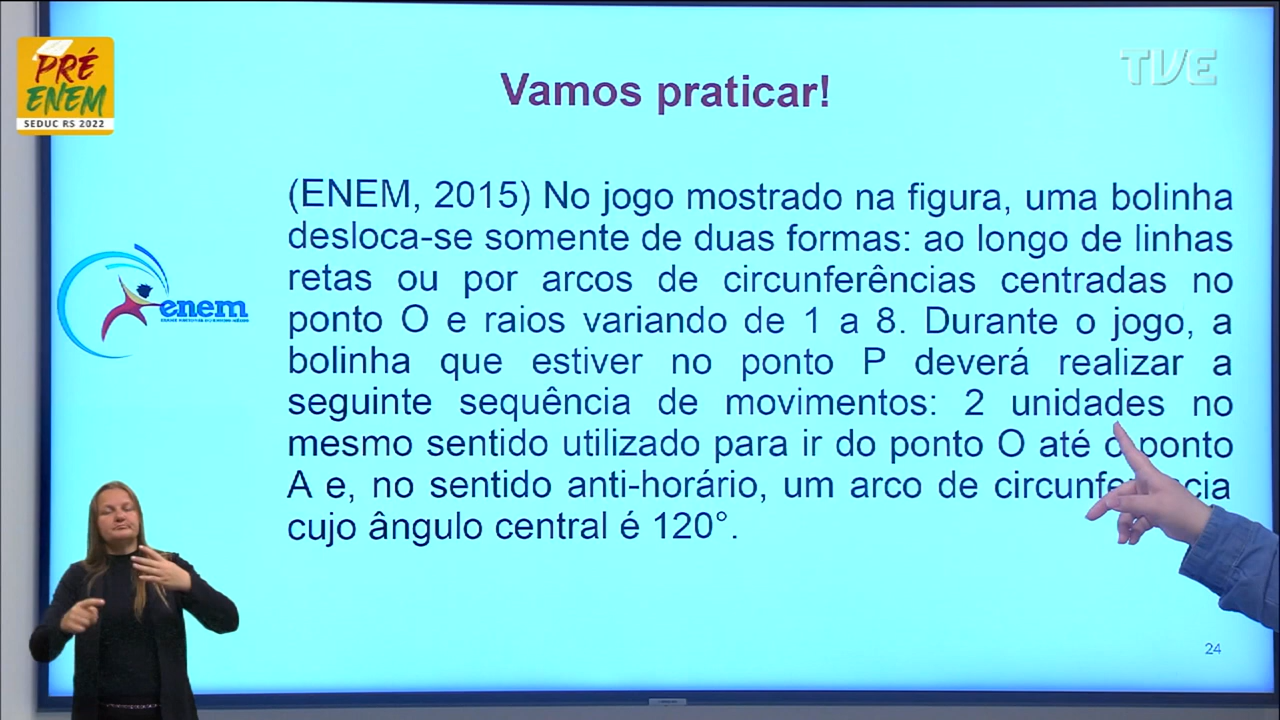 PRÉ
ENEM
SEDUC RS 2022
TVE
Vamos praticar!
(ENEM, 2015) No jogo mostrado na figura, uma bolinha
desloca-se somente de duas formas: ao longo de linhas
retas ou por arcos de circunferências centradas no
ponto O e raios variando de 1 a 8. Durante o jogo, a
bolinha que estiver no ponto P deverá realizar a
seguinte sequência de movimentos: 2 unidades no
mesmo sentido utilizado para ir do ponto O até o ponto
A e, no sentido anti-horário, um arco de circunferência
cujo ângulo central é 120°.
enem
24